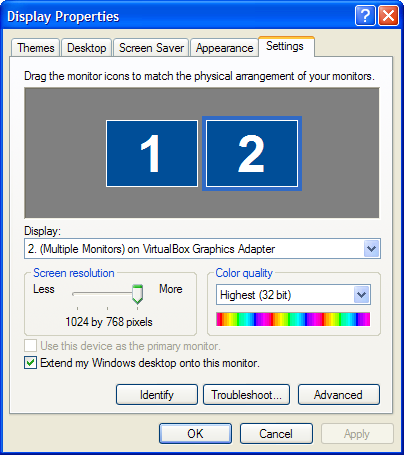 Display Properties
Themes Desktop Screen Saver Appearance Settings
Drag the monitor icons to match the physical arrangement of your monitors.
1 2
Display:
2. (Multiple Monitors) on VirtualBox Graphics Adapter
Screen resolution
Less More
1024 by 768 pixels
Color quality
Highest (32 bit)
Use this device as the primary monitor.
Extend my Windows desktop onto this monitor.
Identify Troubleshoot... Advanced
OK Cancel Apply